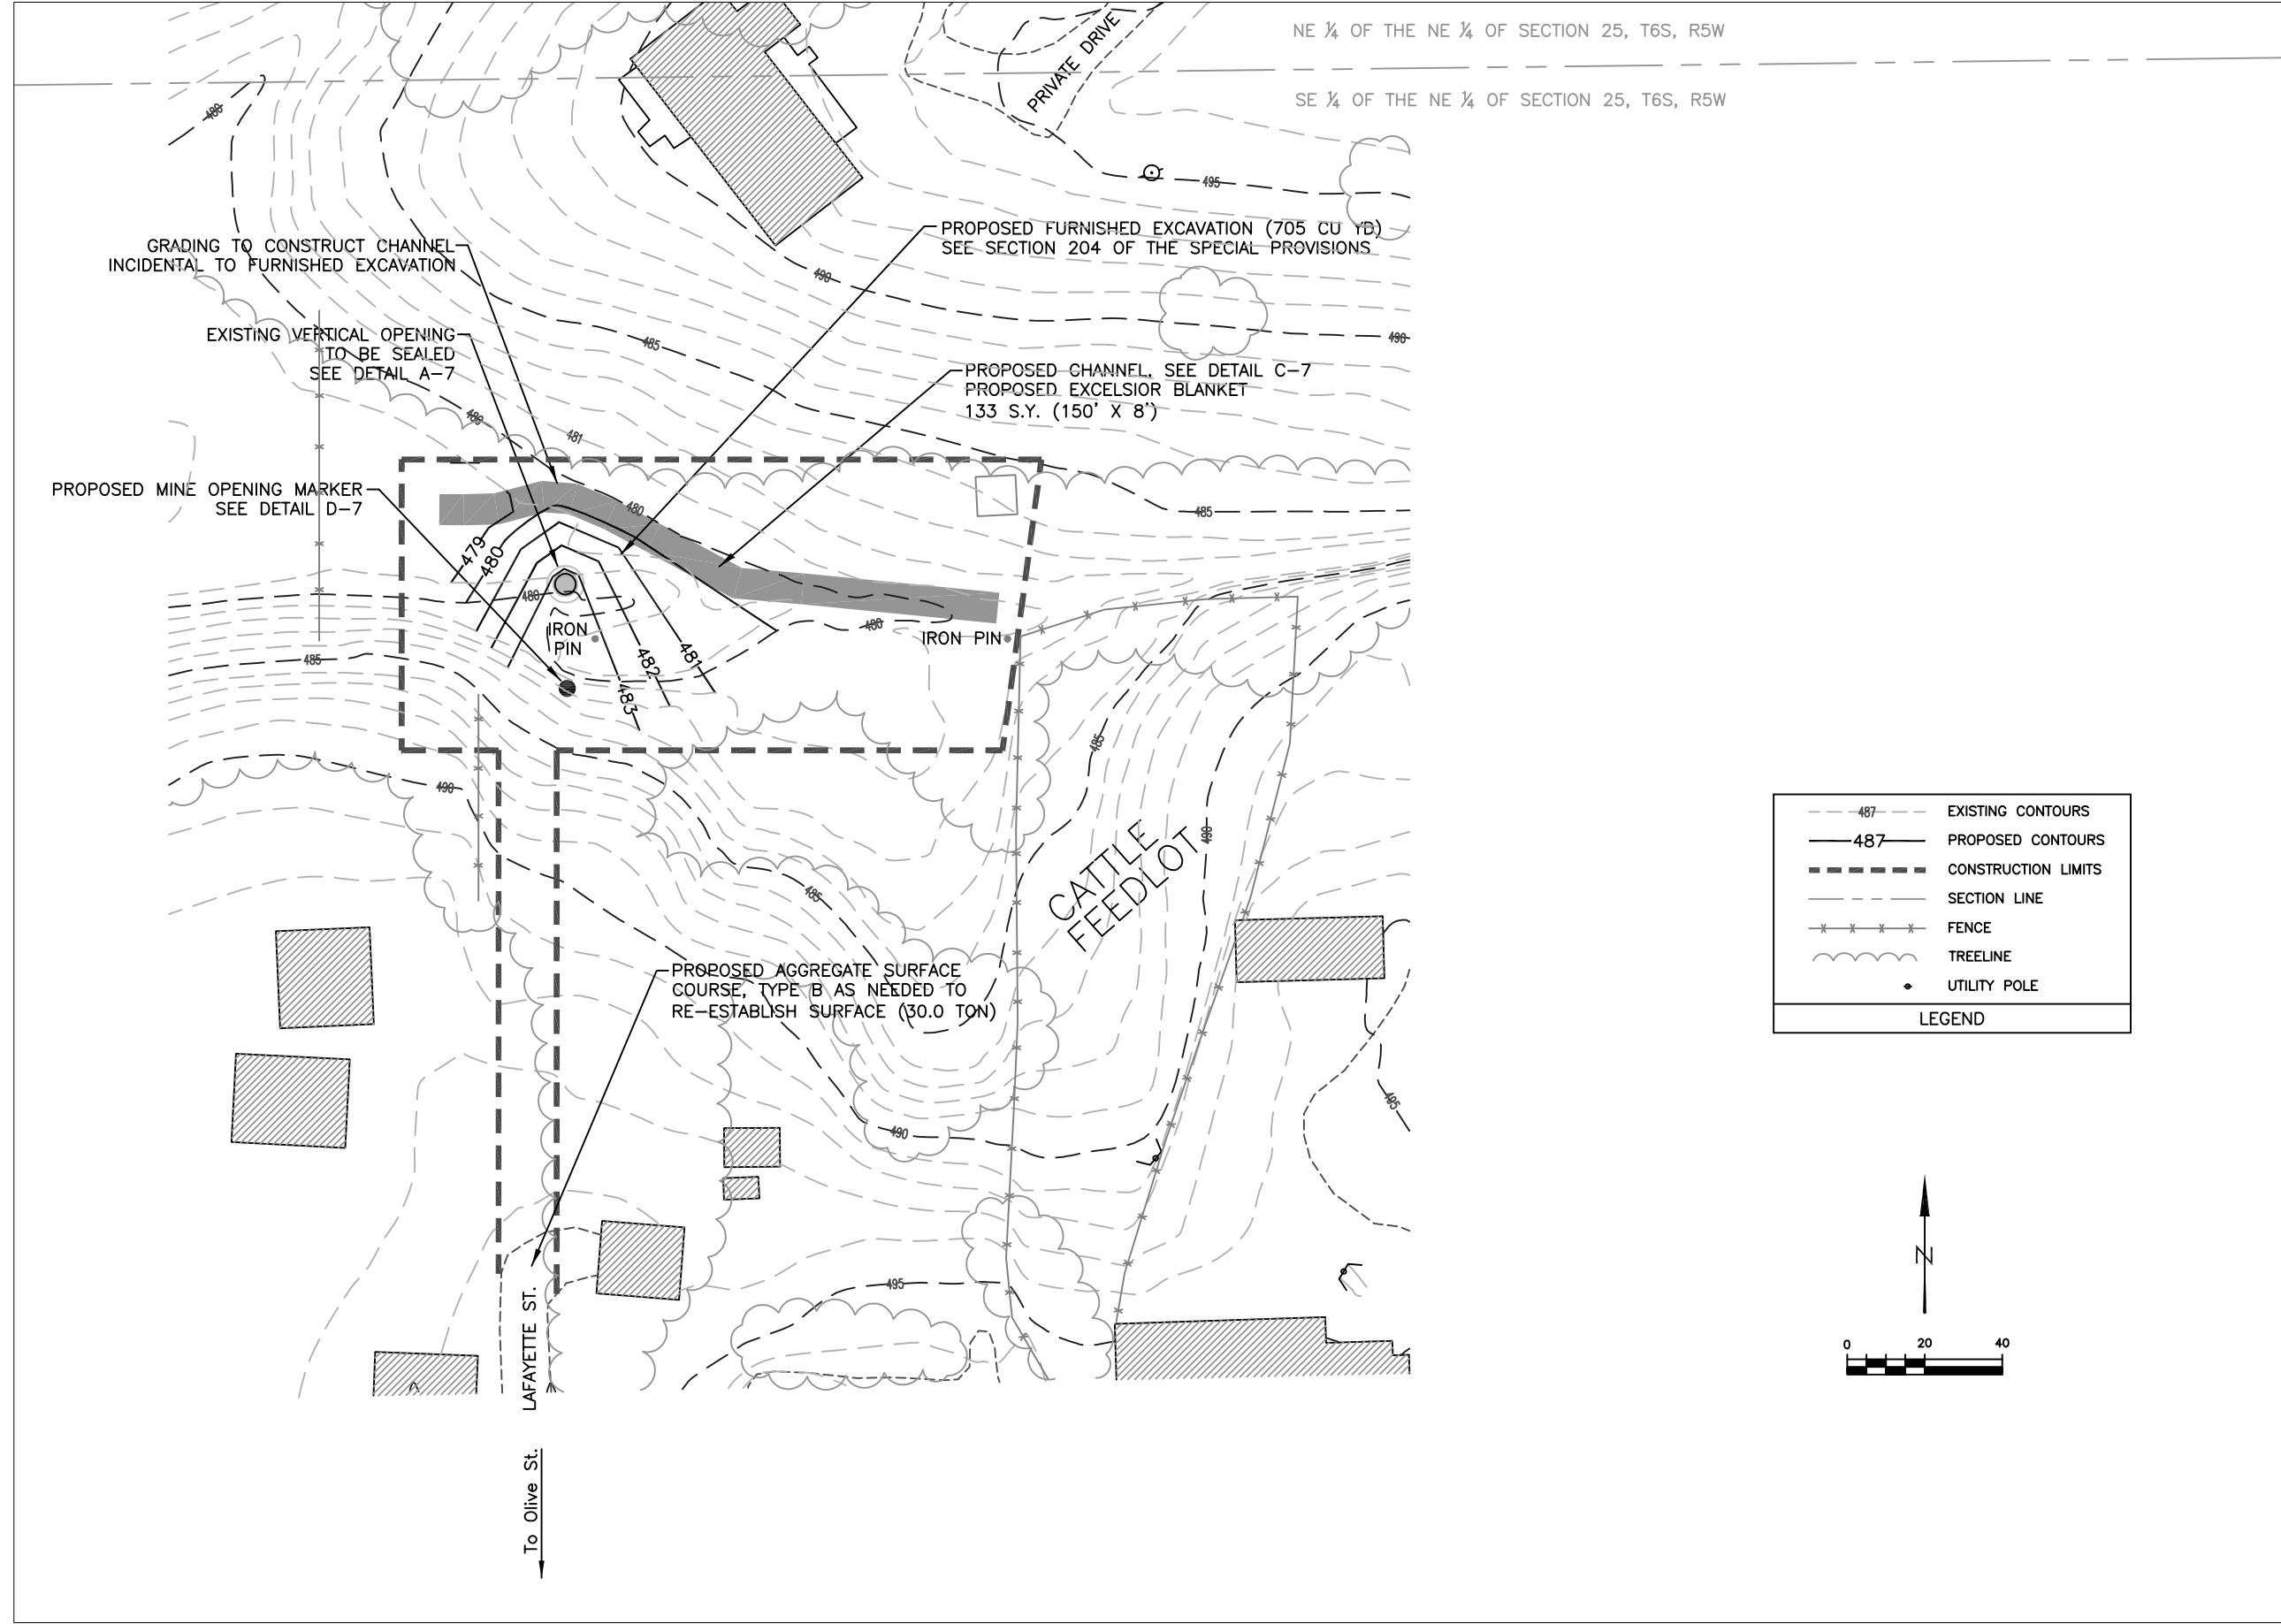 NE ¼ OF THE NE ¼ OF SECTION 25, T6S, R5W
SE ¼ OF THE NE ¼ OF SECTION 25, T6S, R5W
PRIVATE DRIVE
480
495
PROPOSED FURNISHED EXCAVATION (705 CU YD)
SEE SECTION 204 OF THE SPECIAL PROVISIONS
GRADING TO CONSTRUCT CHANNEL
INCIDENTAL TO FURNISHED EXCAVATION
490
490
EXISTING VERTICAL OPENING
TO BE SEALED
SEE DETAIL A-7
485
PROPOSED CHANNEL, SEE DETAIL C-7
PROPOSED EXCELSIOR BLANKET
133 S.Y. (150' X 8')
480
481
PROPOSED MINE OPENING MARKER
SEE DETAIL D-7
480
485
479
480
480
480
IRON
PIN
IRON PIN
485
481
482
483
485
490
490
CATTLE
FEEDLOT
485
PROPOSED AGGREGATE SURFACE
COURSE, TYPE B AS NEEDED TO
RE-ESTABLISH SURFACE (30.0 TON)
495
490
495
LAFAYETTE ST.
To Olive St.
487 EXISTING CONTOURS
487 PROPOSED CONTOURS
CONSTRUCTION LIMITS
SECTION LINE
FENCE
TREELINE
UTILITY POLE
LEGEND
N
0 20 40